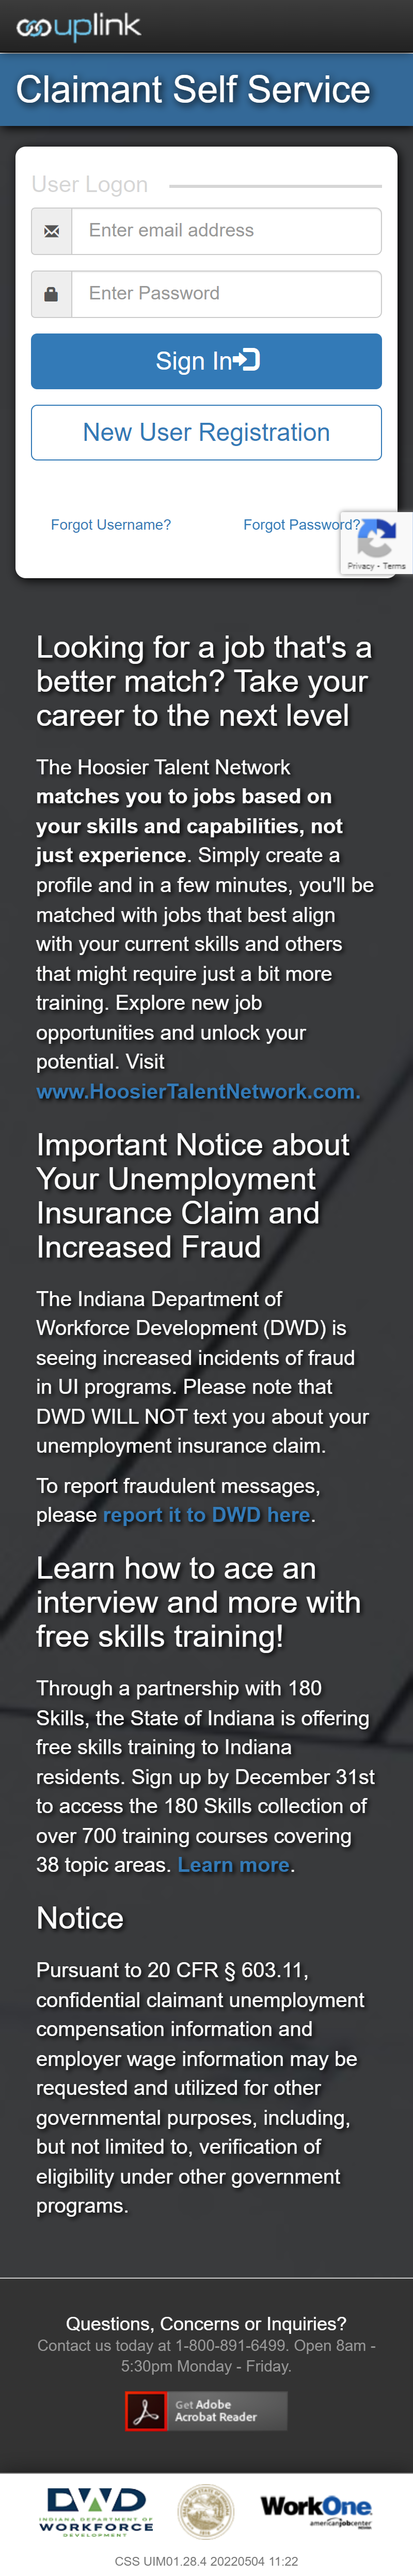 uplink
Claimant Self Service
User Logon
Enter email address
Enter Password
Sign In
New User Registration
Forgot Username?
Forgot Password?
Privacy - Terms
Looking for a job that's a
better match? Take your
career to the next level
The Hoosier Talent Network
matches you to jobs based on
your skills and capabilities, not
just experience. Simply create a
profile and in a few minutes, you'll be
matched with jobs that best align
with your current skills and others
that might require just a bit more
training. Explore new job
opportunities and unlock your
potential. Visit
www.HoosierTalentNetwork.com.
Important Notice about
Your Unemployment
Insurance Claim and
Increased Fraud
The Indiana Department of
Workforce Development (DWD) is
seeing increased incidents of fraud
in UI programs. Please note that
DWD WILL NOT text you about your
unemployment insurance claim.
To report fraudulent messages,
please report it to DWD here.
Learn how to ace an
interview and more with
free skills training!
Through a partnership with 180
Skills, the State of Indiana is offering
free skills training to Indiana
residents. Sign up by December 31st
to access the 180 Skills collection of
over 700 training courses covering
38 topic areas. Learn more.
Notice
Pursuant to 20 CFR § 603.11,
confidential claimant unemployment
compensation information and
employer wage information may be
requested and utilized for other
governmental purposes, including,
but not limited to, verification of
eligibility under other government
programs.
Questions, Concerns or Inquiries?
Contact us today at 1-800-891-6499. Open 8am -
5:30pm Monday - Friday.
Get Adobe
Acrobat Reader
DWD
INDIANA DEPARTMENT OF
WORKFORCE
DEVELOPMENT
WorkOne
americanjobcenter
CSS UIM01.28.4 20220504 11:22